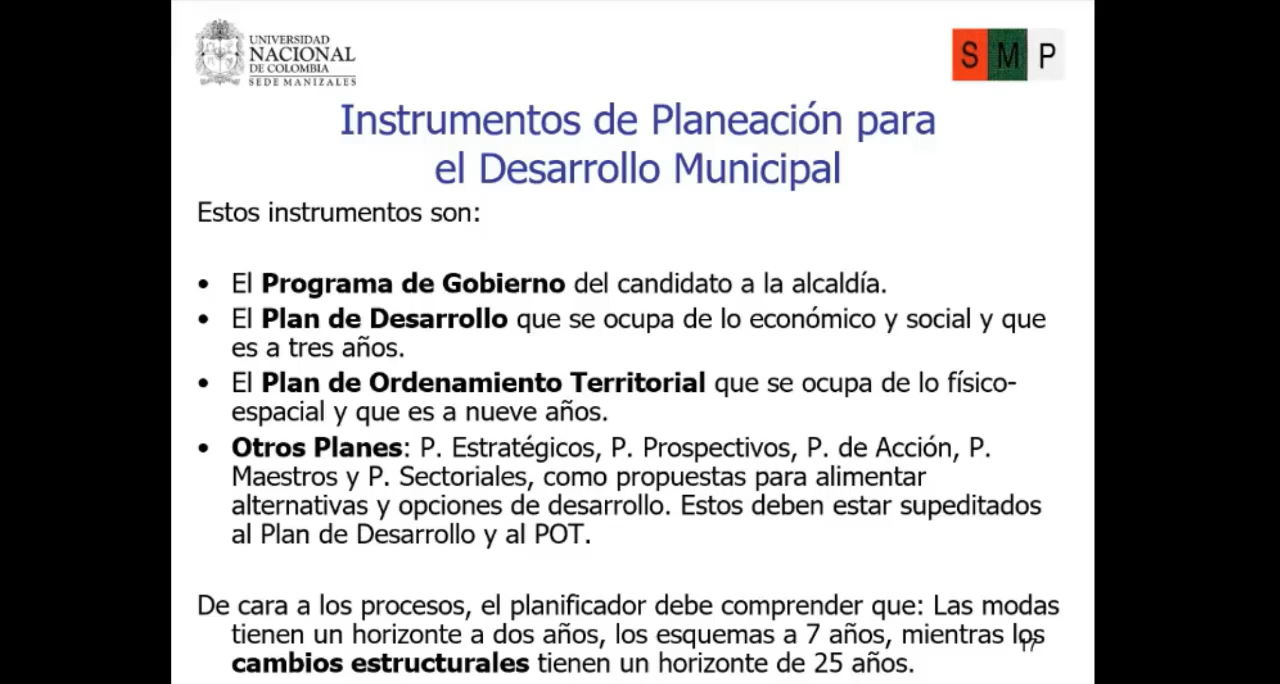 UNIVERSIDAD
NACIONAL
DE COLOMBIA
SEDE MANIZALES
S M P
Instrumentos de Planeación para
el Desarrollo Municipal
Estos instrumentos son:
• El Programa de Gobierno del candidato a la alcaldía.
• El Plan de Desarrollo que se ocupa de lo económico y social y que
es a tres años.
• El Plan de Ordenamiento Territorial que se ocupa de lo físico-
espacial y que es a nueve años.
• Otros Planes: P. Estratégicos, P. Prospectivos, P. de Acción, P.
Maestros y P. Sectoriales, como propuestas para alimentar
alternativas y opciones de desarrollo. Estos deben estar supeditados
al Plan de Desarrollo y al POT.
De cara a los procesos, el planificador debe comprender que: Las modas
tienen un horizonte a dos años, los esquemas a 7 años, mientras los
17
cambios estructurales tienen un horizonte de 25 años.